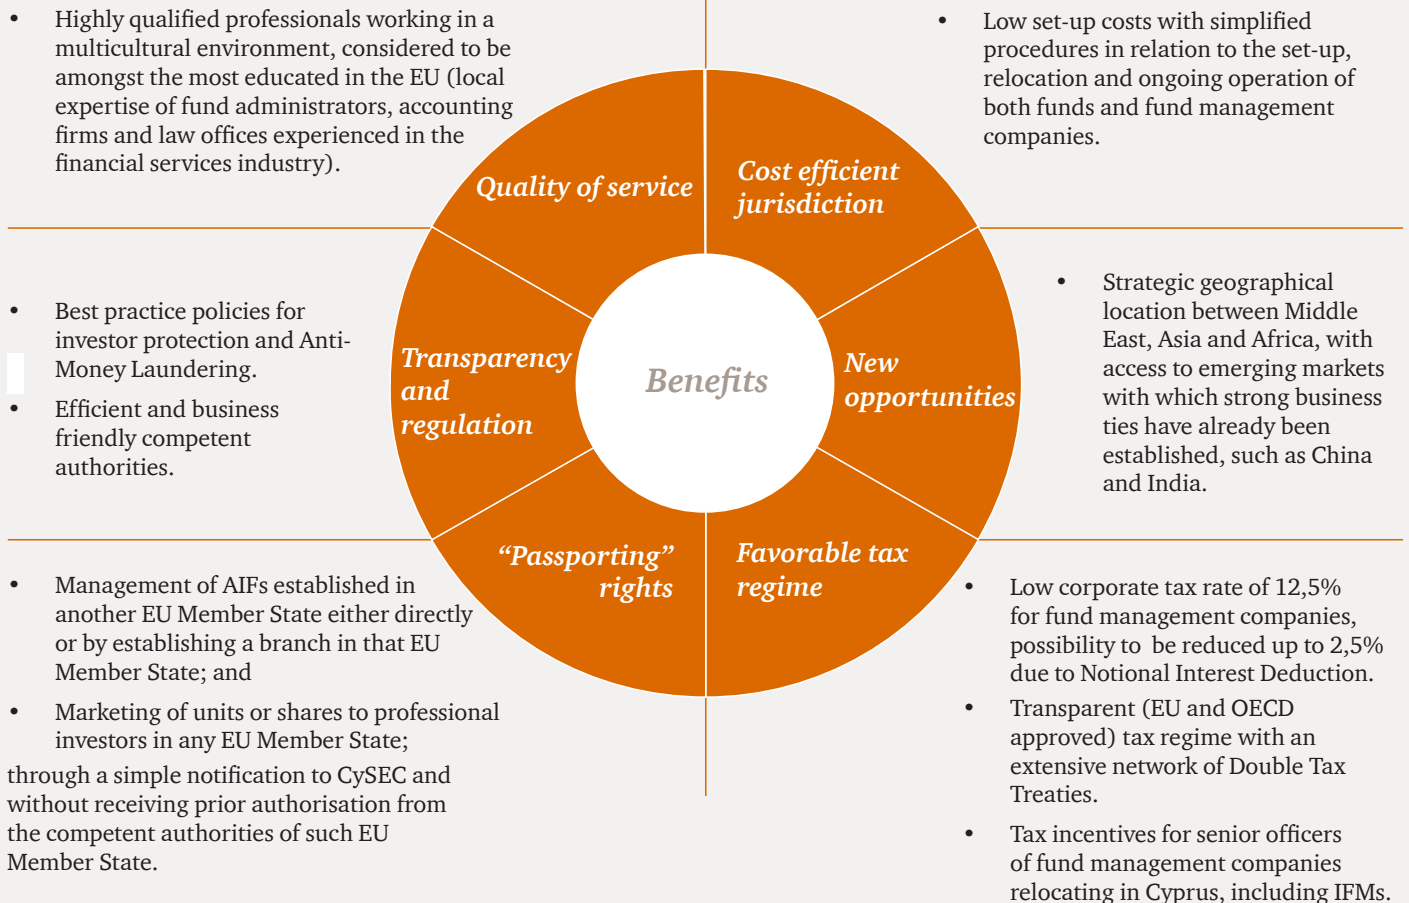 • Highly qualified professionals working in a
multicultural environment, considered to be
amongst the most educated in the EU (local
expertise of fund administrators, accounting
firms and law offices experienced in the
financial services industry).
• Low set-up costs with simplified
procedures in relation to the set-up,
relocation and ongoing operation of
both funds and fund management
companies.
Quality of service
Cost efficient
jurisdiction
• Best practice policies for
investor protection and Anti-
Money Laundering.
• Efficient and business
friendly competent
authorities.
Transparency
and
regulation
Benefits
New
opportunities
• Strategic geographical
location between Middle
East, Asia and Africa, with
access to emerging markets
with which strong business
ties have already been
established, such as China
and India.
"Passporting"
rights
Favorable tax
regime
• Management of AIFs established in
another EU Member State either directly
or by establishing a branch in that EU
Member State; and
• Marketing of units or shares to professional
investors in any EU Member State;
through a simple notification to CySEC and
without receiving prior authorisation from
the competent authorities of such EU
Member State.
• Low corporate tax rate of 12,5%
for fund management companies,
possibility to be reduced up to 2,5%
due to Notional Interest Deduction.
• Transparent (EU and OECD
approved) tax regime with an
extensive network of Double Tax
Treaties.
• Tax incentives for senior officers
of fund management companies
relocating in Cyprus, including IFMs.